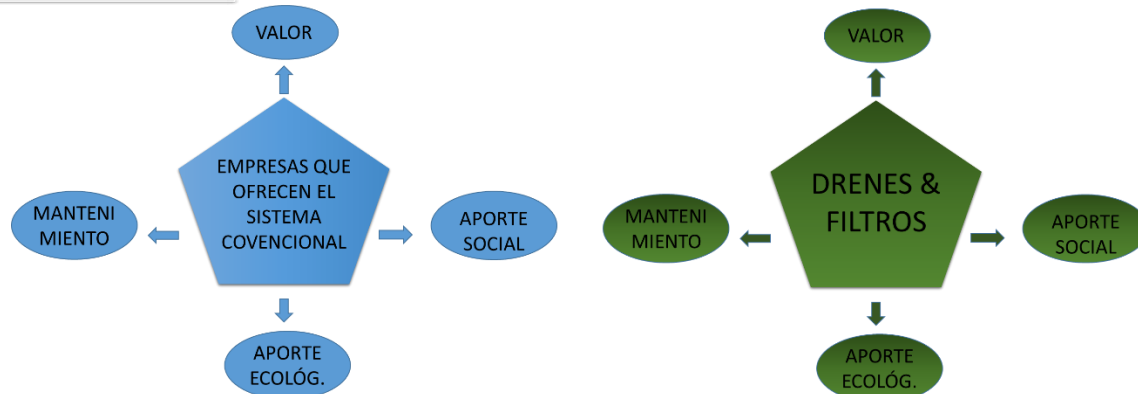 VALOR
EMPRESAS QUE
OFRECEN EL
SISTEMA
COVENCIONAL
MANTENI
MIENTO
APORTE
SOCIAL
APORTE
ECOLÓG.
VALOR
DRENES &
FILTROS
MANTENI
MIENTO
APORTE
SOCIAL
APORTE
ECOLÓG.